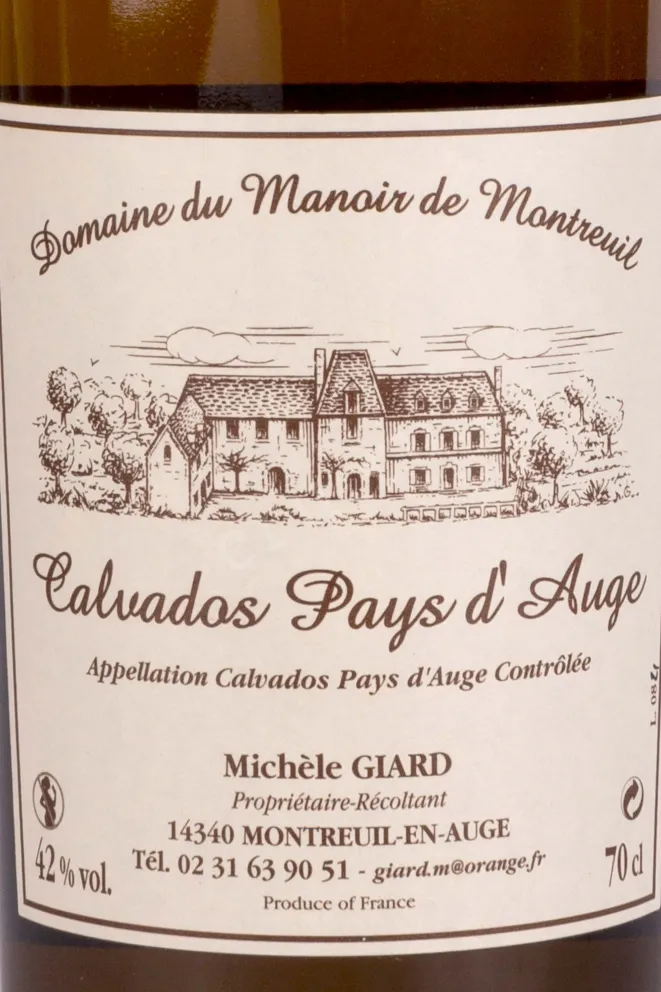 Domaine du Manoir de Montreuil
Calvados Pays d'Auge
Appellation Calvados Pays d'Auge Contrôlée
L. 08
Michèle GIARD
Propriétaire-Récoltant
14340 MONTREUIL-EN-AUGE
Tél. 02 31 63 90 51 - giard.m@orange.fr
42 % vol.
70 cl
Produce of France